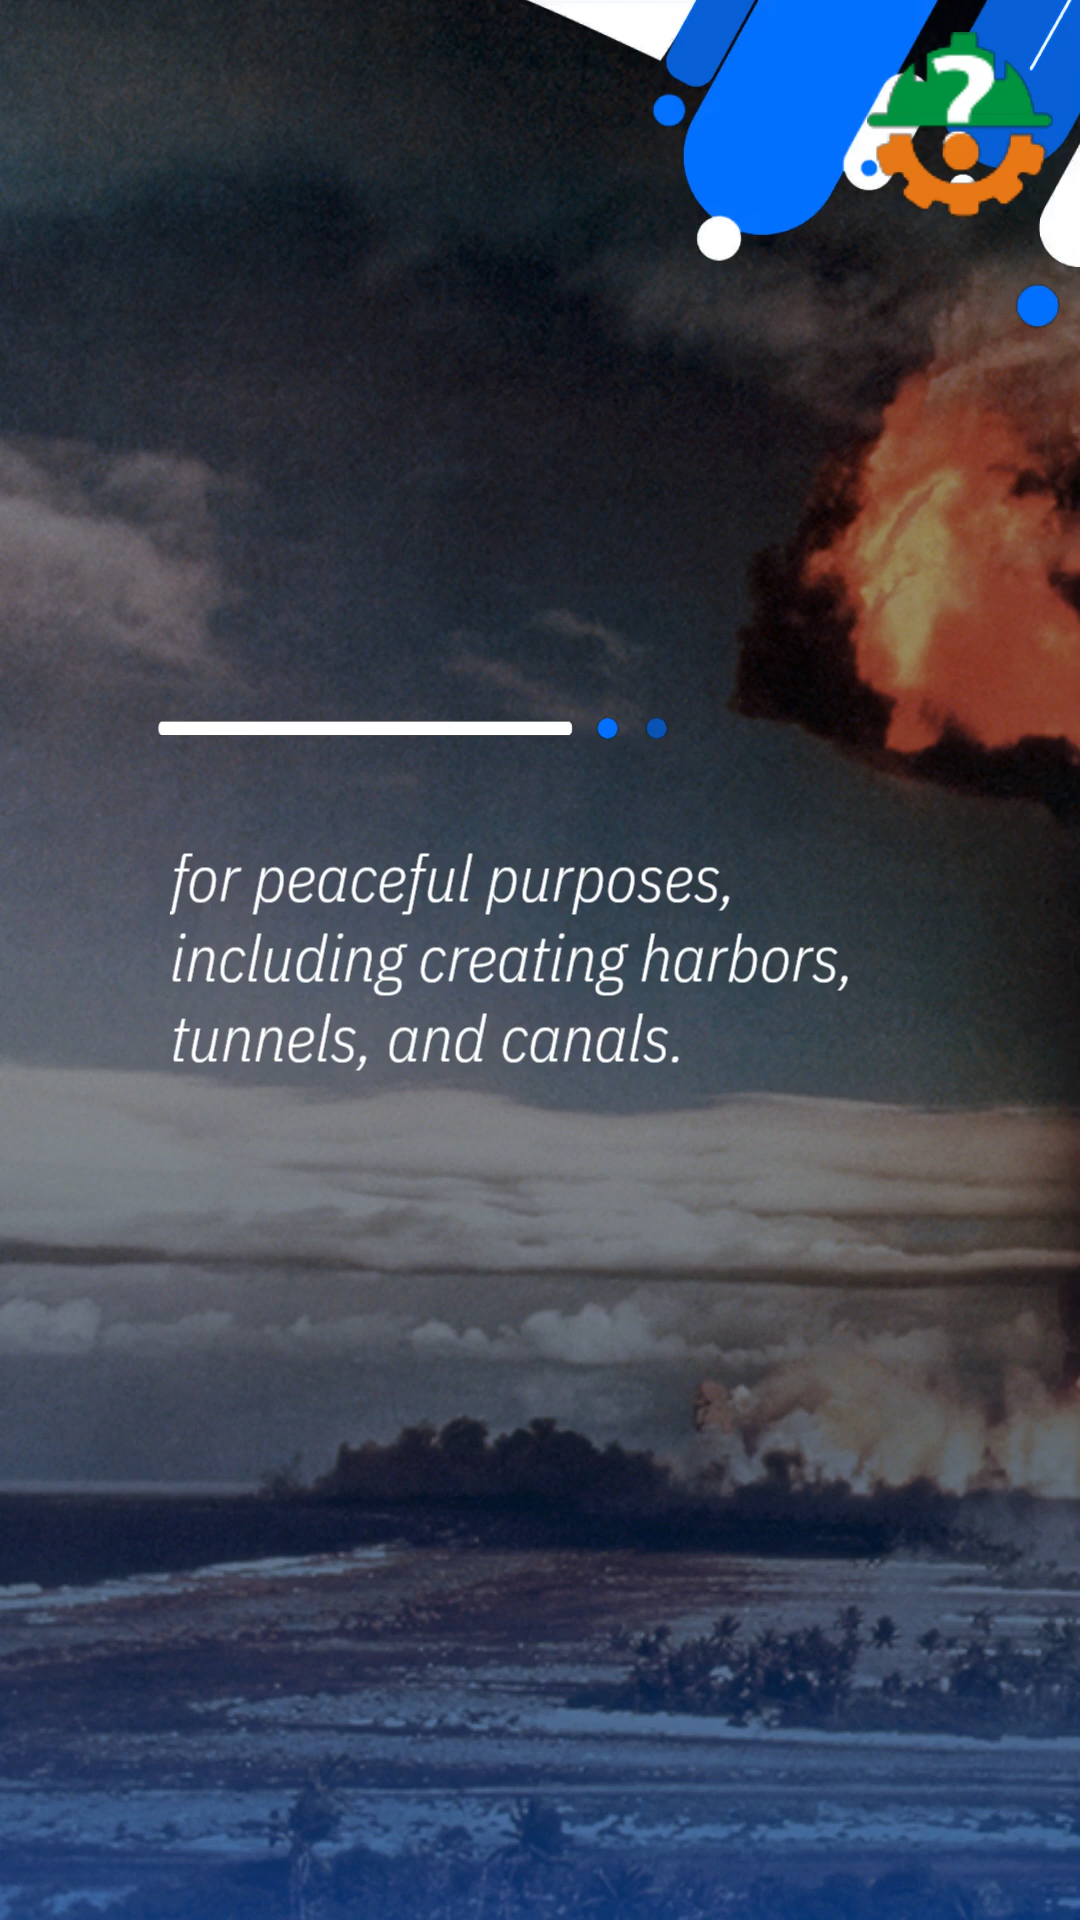 ?
for peaceful purposes,
including creating harbors,
tunnels, and canals.